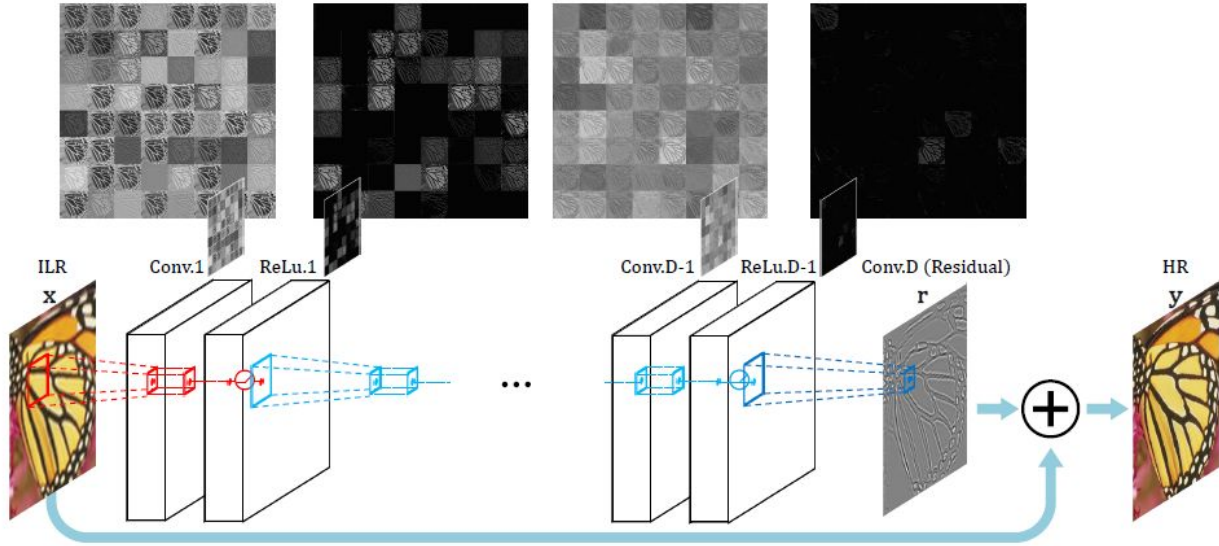 ILR
x
Conv.1
ReLu.1
...
Conv.D-1
ReLu.D-1
Conv.D (Residual)
r
HR
y